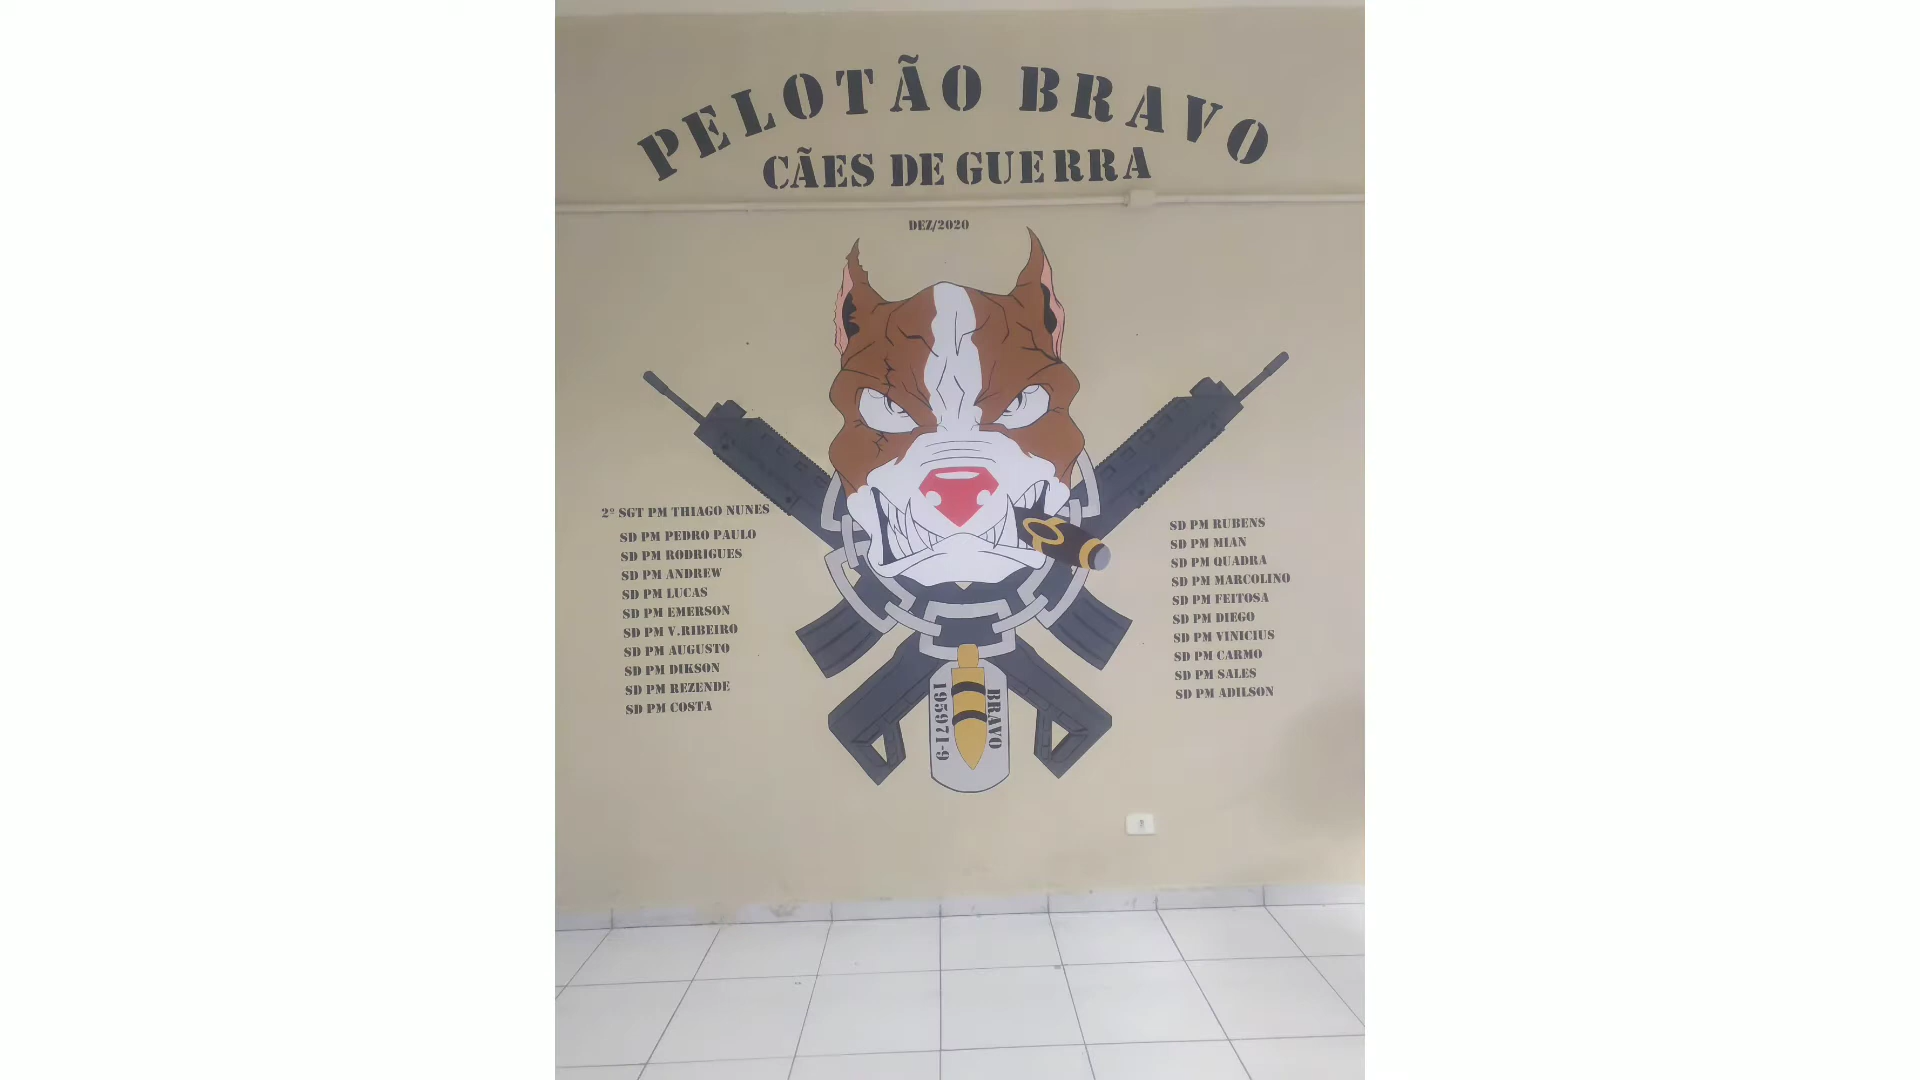 PELOTÃO BRAVO
CÃES DE GUERRA
DEZ/2020
2º SGT PM THIAGO NUNES
SD PM PEDRO PAULO
SD PM RODRIGUES
SD PM ANDREW
SD PM LUCAS
SD PM EMERSON
SD PM V.RIBEIRO
SD PM AUGUSTO
SD PM DIKSON
SD PM REZENDE
SD PM COSTA
SD PM RUBENS
SD PM MIAN
SD PM QUADRA
SD PM MARCOLINO
SD PM FEITOSA
SD PM DIEGO
SD PM VINICIUS
SD PM CARMO
SD PM SALES
SD PM ADILSON
BRAVO
195971-9